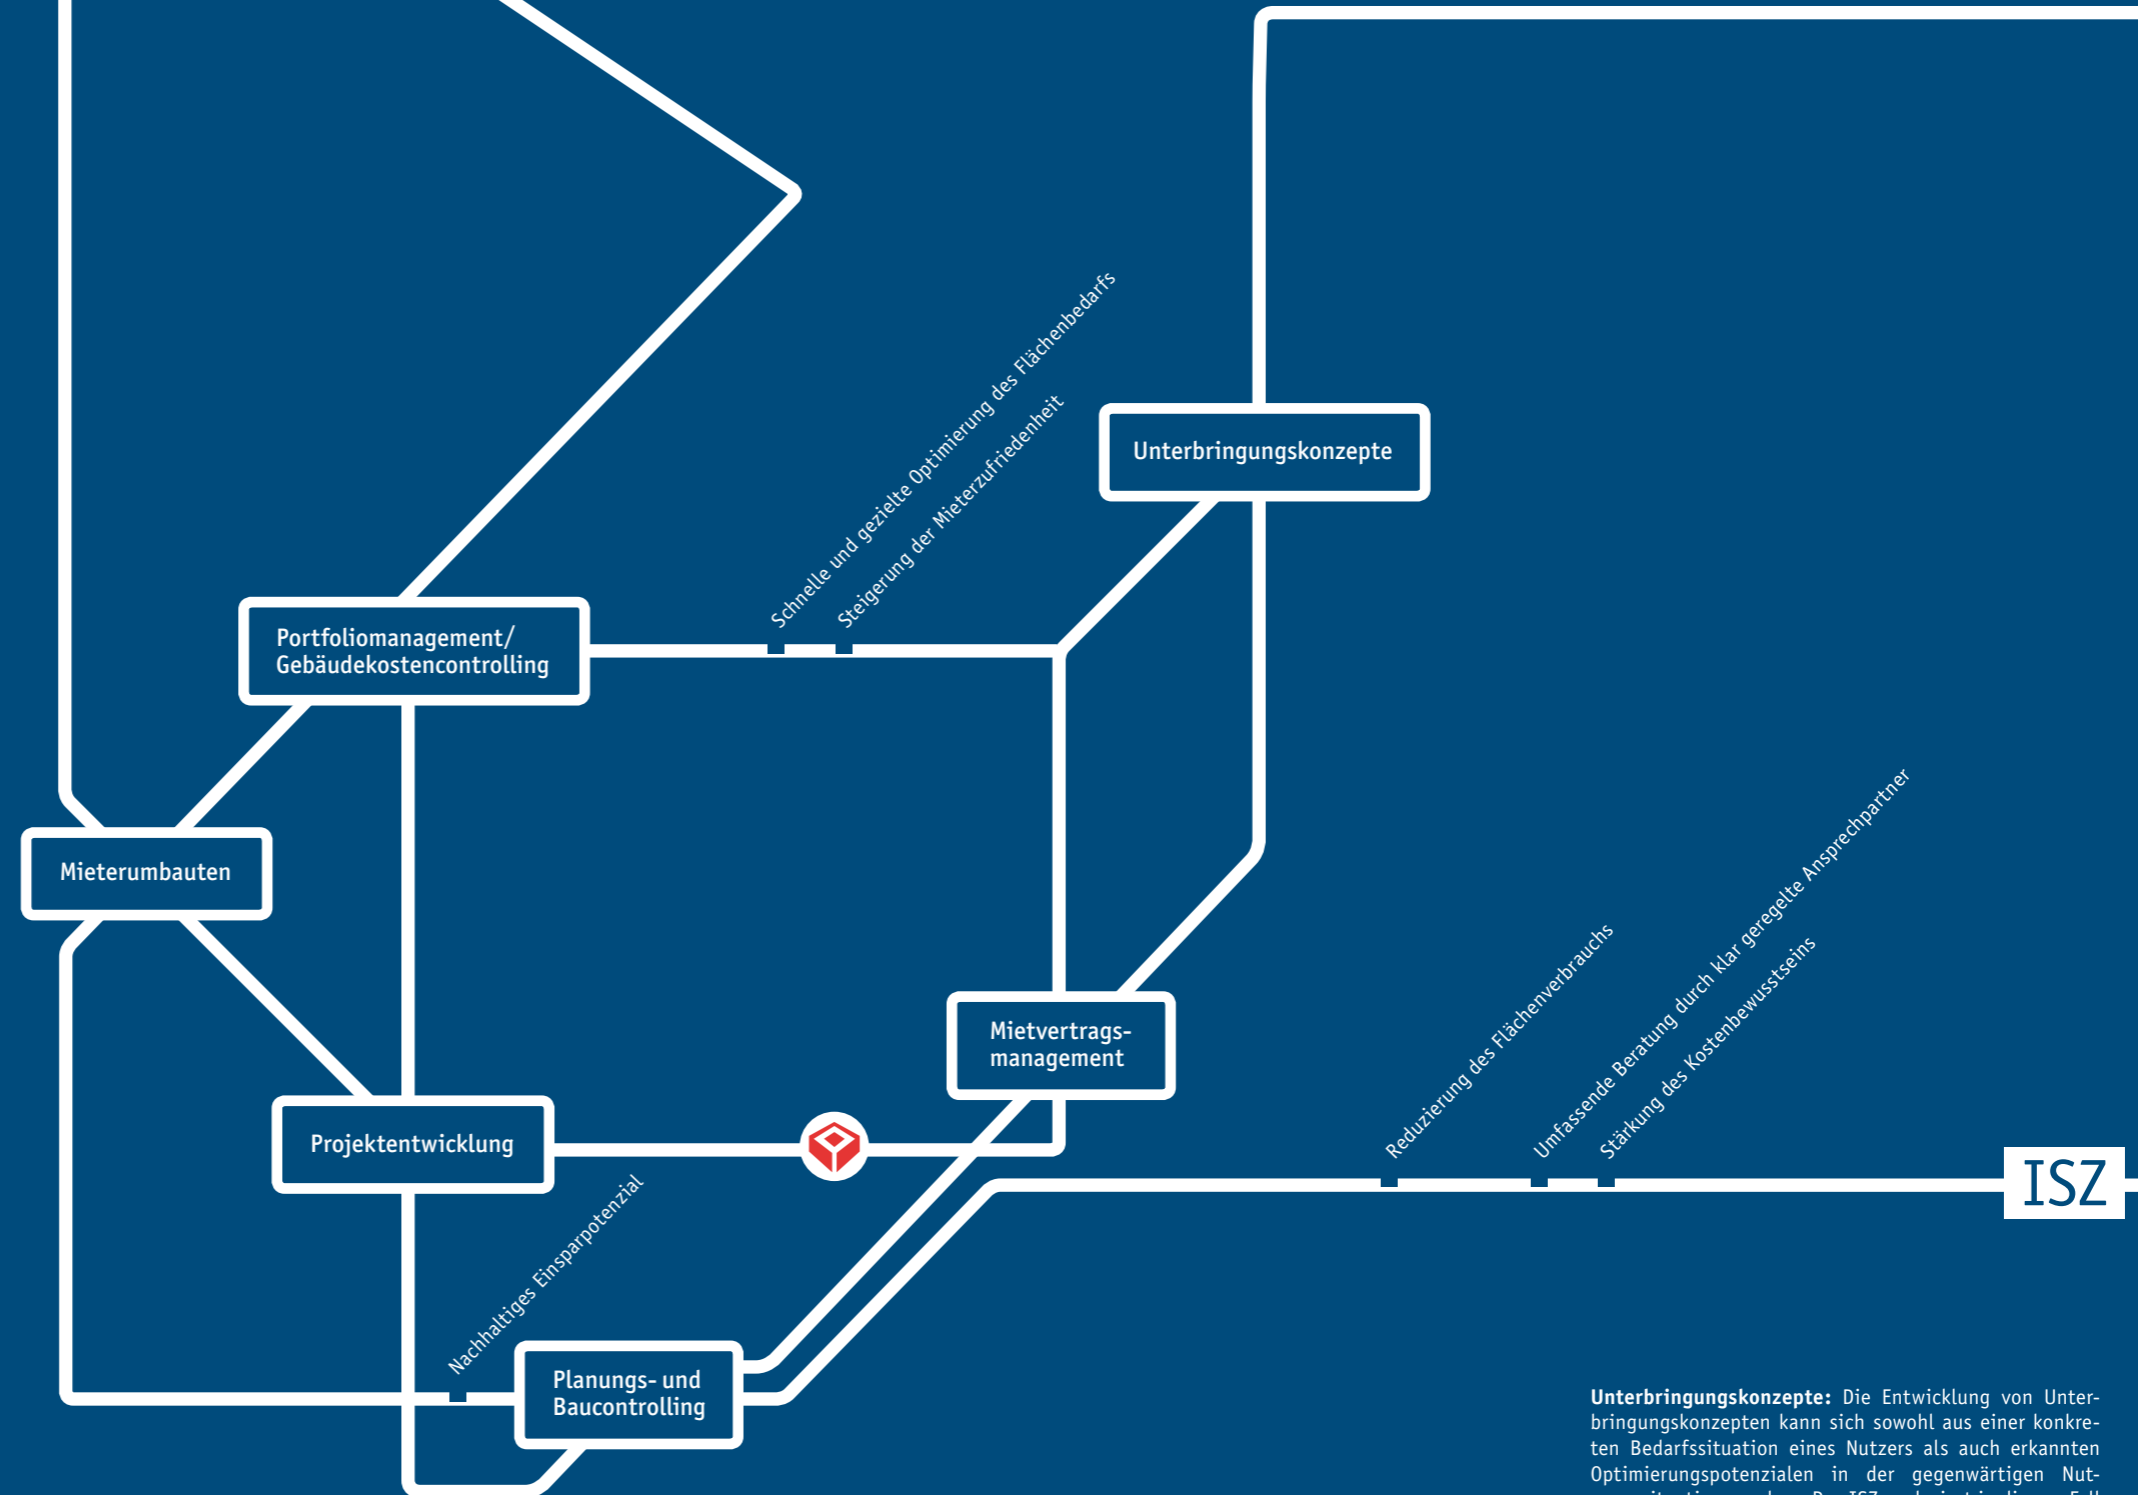 Schnelle und gezielte Optimierung des Flächenbedarfs
Steigerung der Mieterzufriedenheit
Unterbringungskonzepte
Portfoliomanagement/
Gebäudekostencontrolling
Mieterumbauten
Mietvertrags-
management
Projektentwicklung
Reduzierung des Flächenverbrauchs
Umfassende Beratung durch klar geregelte Ansprechpartner
Stärkung des Kostenbewusstseins
ISZ
Nachhaltiges Einsparpotenzial
Planungs- und
Baucontrolling
Unterbringungskonzepte: Die Entwicklung von Unter-
bringungskonzepten kann sich sowohl aus einer konkre-
ten Bedarfssituation eines Nutzers als auch erkannten
Optimierungspotenzialen in der gegenwärtigen Nut-